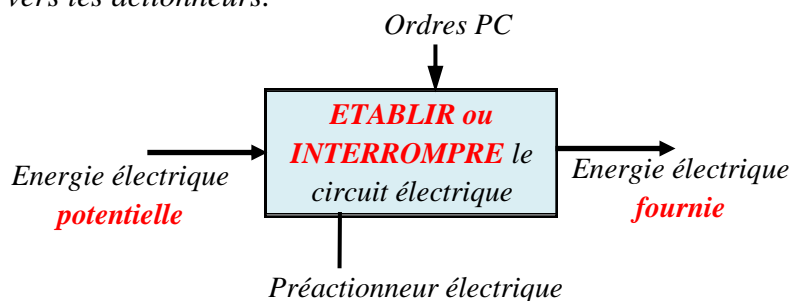 vers les actionneurs.
Ordres PC
ETABLIR ou
INTERROMPRE le
circuit électrique
Energie électrique
potentielle
Energie électrique
fournie
Préactionneur électrique